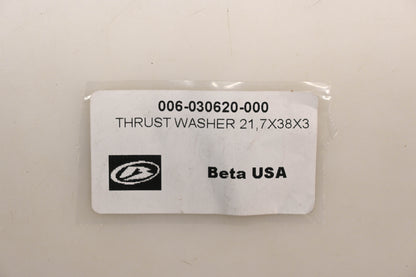 006-030620-000
THRUST WASHER 21,7X38X3
Beta USA